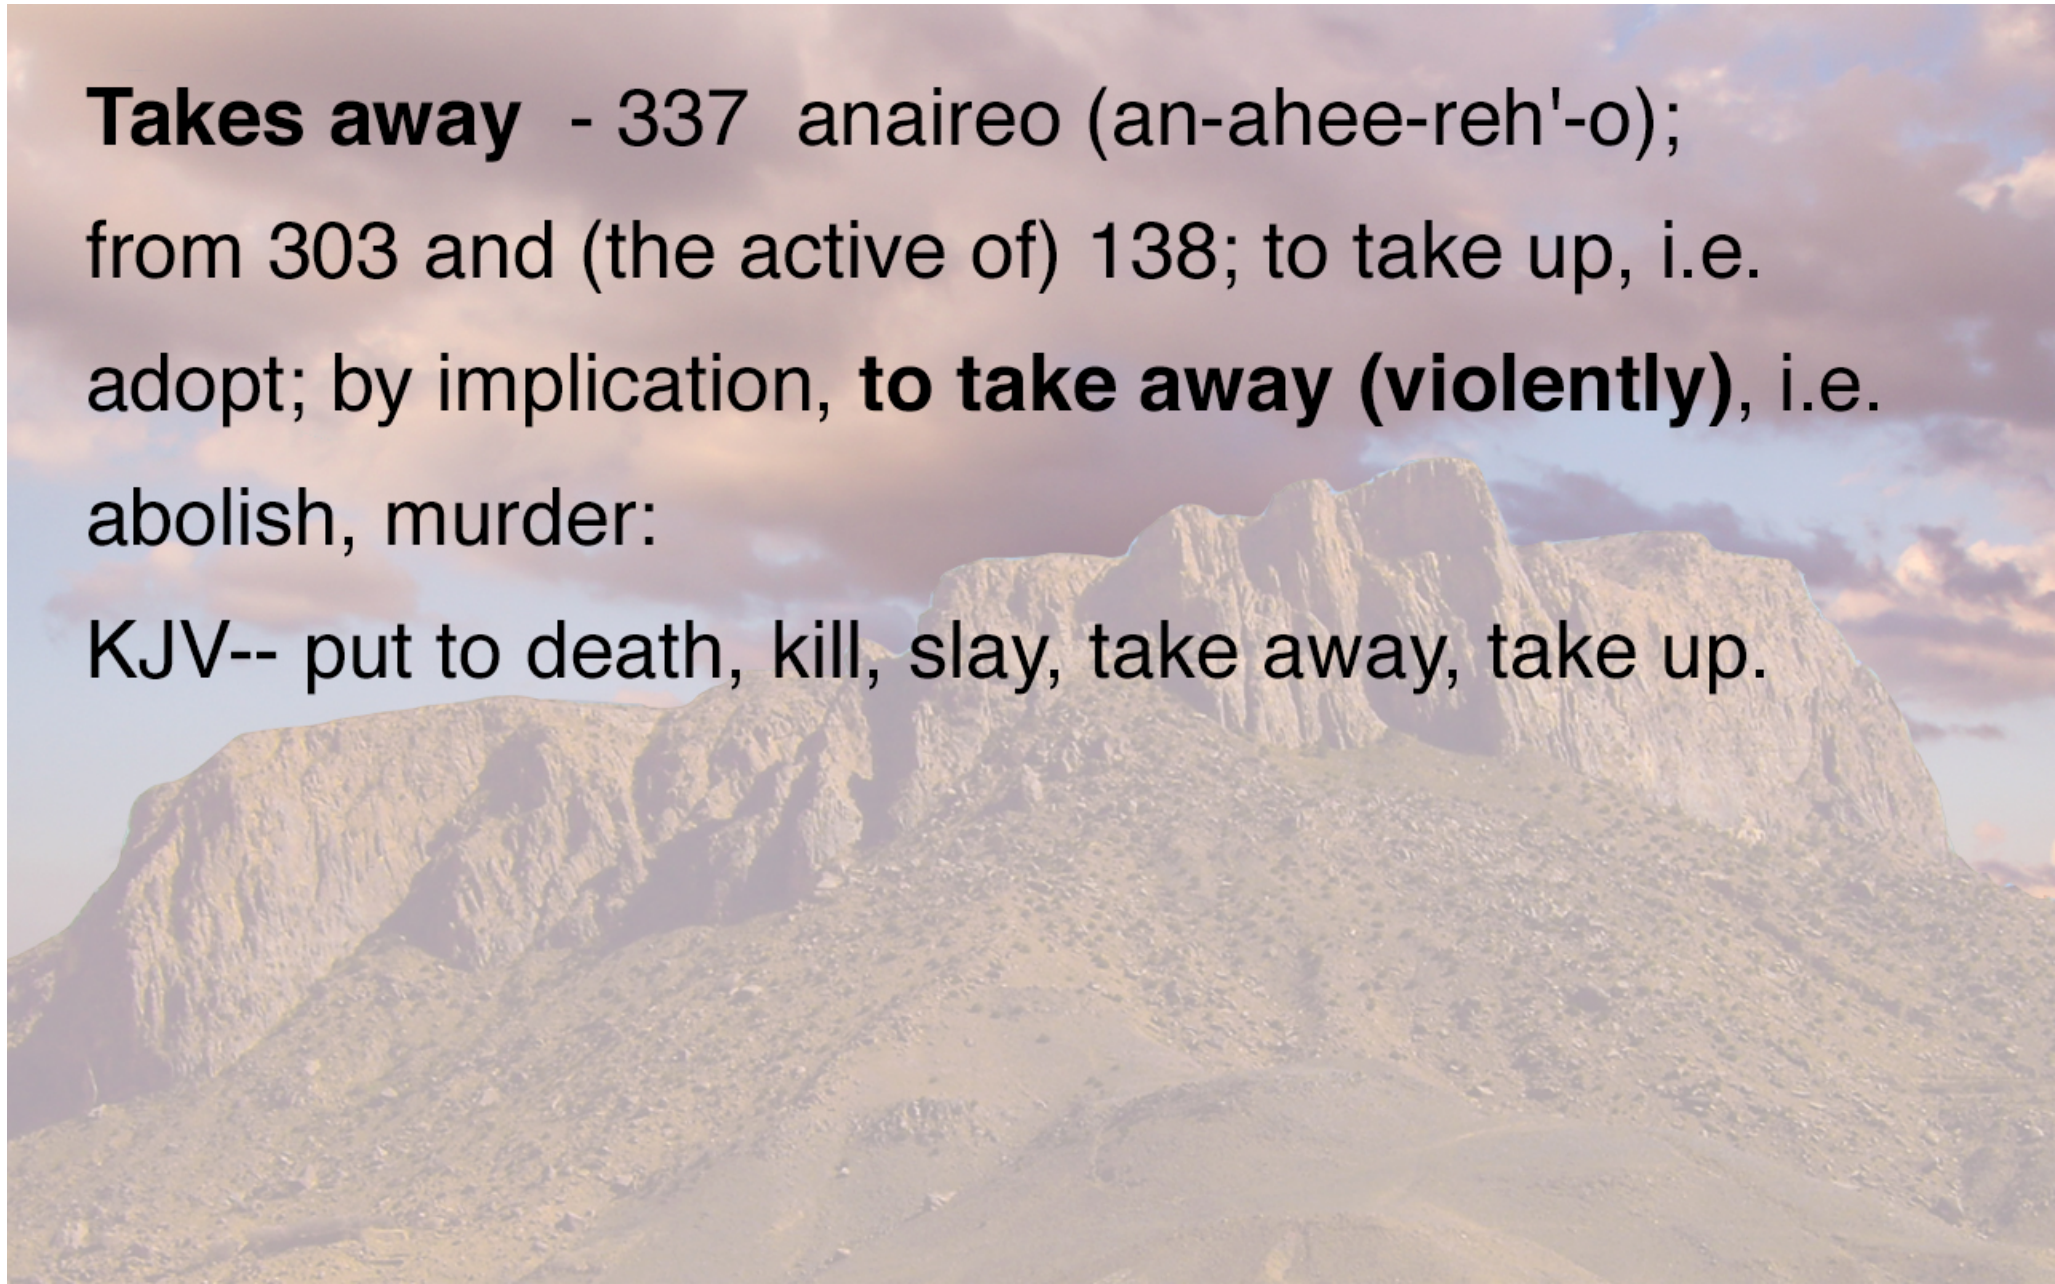 Takes away - 337 anaireo (an-ahee-reh'-o);
from 303 and (the active of) 138; to take up, i.e.
adopt; by implication, to take away (violently), i.e.
abolish, murder:
KJV-- put to death, kill, slay, take away, take up.